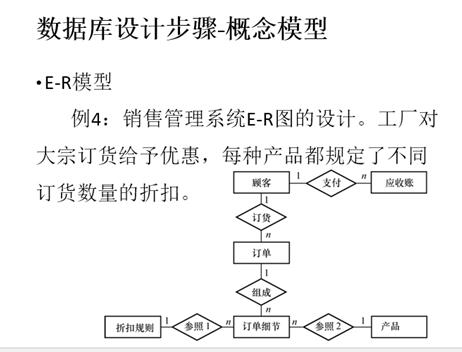 数据库设计步骤-概念模型
•E-R模型
例4：销售管理系统E-R图的设计。工厂对
大宗订货给予优惠，每种产品都规定了不同
订货数量的折扣。
顾客 1 支付 n 应收账
1
订货
n
订单
1
组成
n
折扣规则 1 参照1 n 订单细节 n 参照2 1 产品